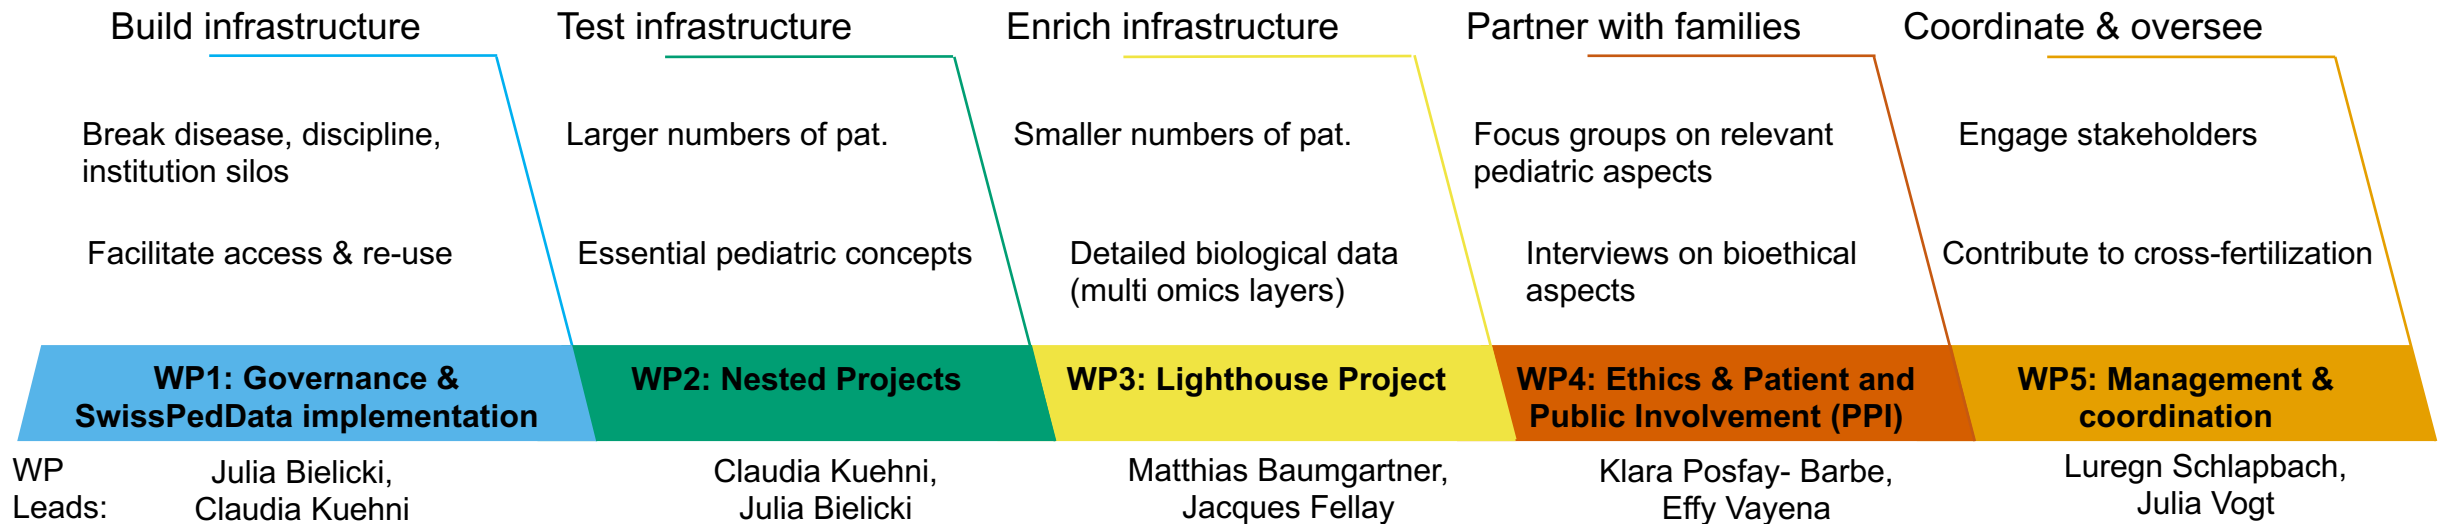 Build infrastructure
Test infrastructure
Enrich infrastructure
Partner with families
Coordinate & oversee
Break disease, discipline,
institution silos
Larger numbers of pat.
Smaller numbers of pat.
Focus groups on relevant
pediatric aspects
Engage stakeholders
Facilitate access & re-use
Essential pediatric concepts
Detailed biological data
(multi omics layers)
Interviews on bioethical
aspects
Contribute to cross-fertilization
WP1: Governance &
SwissPedData implementation
WP2: Nested Projects
WP3: Lighthouse Project
WP4: Ethics & Patient and
Public Involvement (PPI)
WP5: Management &
coordination
WP
Leads:
Julia Bielicki,
Claudia Kuehni
Claudia Kuehni,
Julia Bielicki
Matthias Baumgartner,
Jacques Fellay
Klara Posfay- Barbe,
Effy Vayena
Luregn Schlapbach,
Julia Vogt